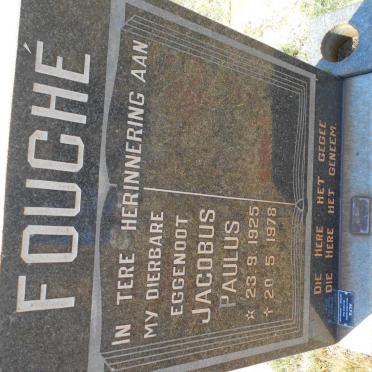 FOUCHÉ
IN TERE HERINNERING AAN
MY DIERBARE
EGGENOOT
JACOBUS
PAULUS
☆ 23·9·1925
† 20·5·1978
DIE HERE HET GEGEE
DIE HERE HET GENEEM.